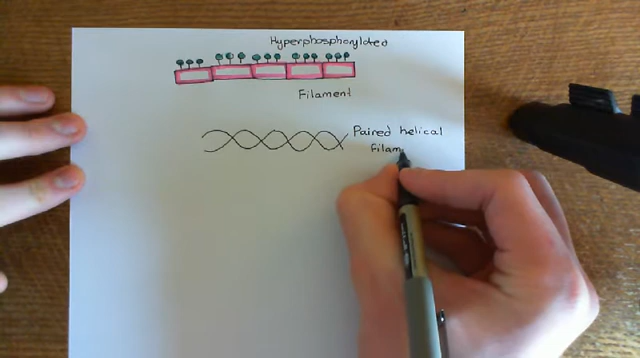 Hyperphosphorylated
Filament
Paired helical
Filam